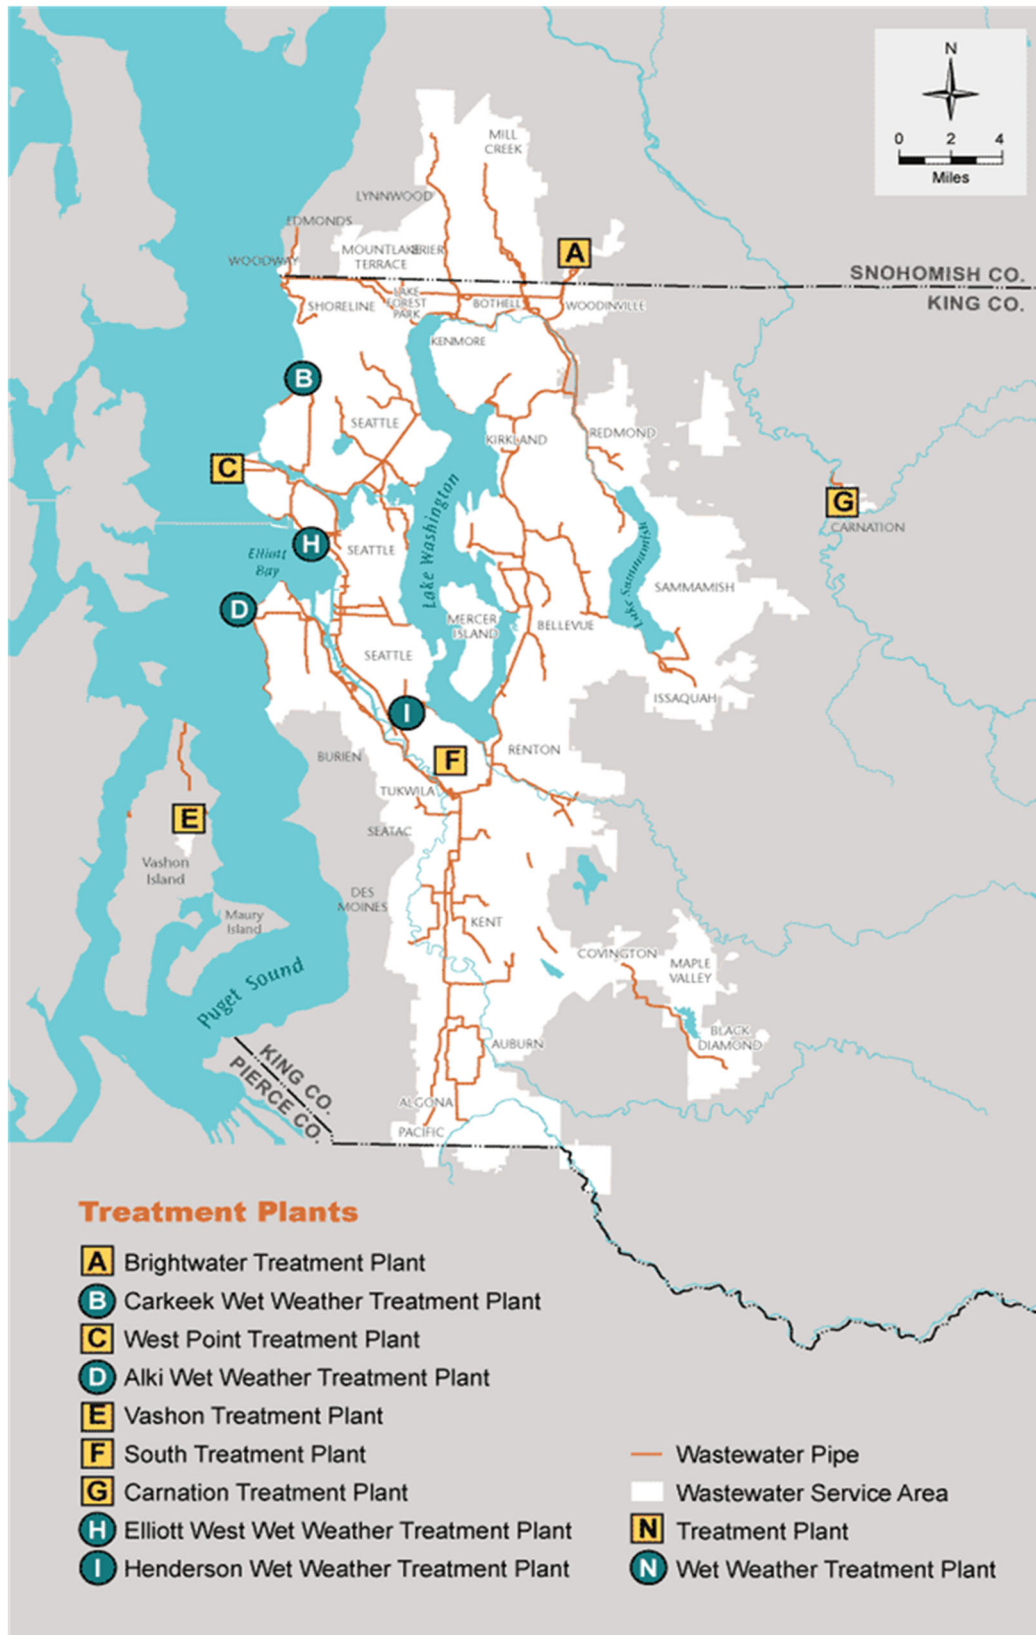 N
0 2 4
Miles
MILL
CREEK
LYNNWOOD
EDMONDS
MOUNTLAKE
TERRACE
BRIER
WOODWAY
A
SNOHOMISH CO.
KING CO.
SHORELINE
LAKE
FOREST
PARK
BOTHELL
WOODINVILLE
KENMORE
B
SEATTLE
KIRKLAND
REDMOND
C
Lake Washington
G
CARNATION
H
Elliott
Bay
SEATTLE
Lake Sammamish
SAMMAMISH
D
MERCER
ISLAND
BELLEVUE
SEATTLE
ISSAQUAH
I
BURIEN
F
RENTON
TUKWILA
E
SEATAC
Vashon
Island
DES
MOINES
Maury
Island
KENT
COVINGTON
MAPLE
VALLEY
Puget Sound
BLACK
DIAMOND
AUBURN
KING CO.
PIERCE CO.
ALGONA
PACIFIC
Treatment Plants
A Brightwater Treatment Plant
B Carkeek Wet Weather Treatment Plant
C West Point Treatment Plant
D Alki Wet Weather Treatment Plant
E Vashon Treatment Plant
F South Treatment Plant
G Carnation Treatment Plant
H Elliott West Wet Weather Treatment Plant
I Henderson Wet Weather Treatment Plant
Wastewater Pipe
Wastewater Service Area
N Treatment Plant
N Wet Weather Treatment Plant